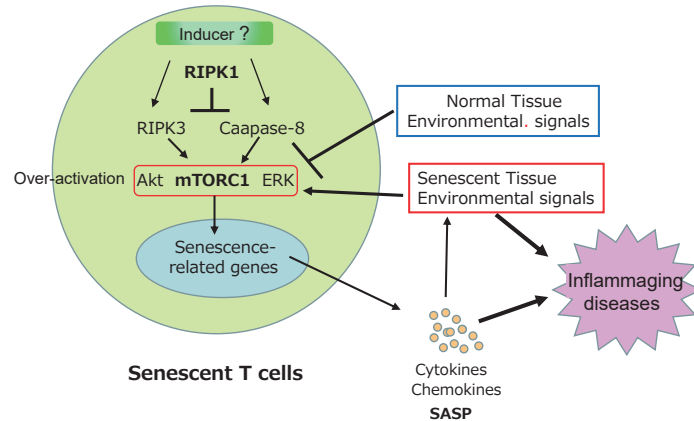 Inducer ?
RIPK1
RIPK3
Caapase-8
Normal Tissue
Environmental. signals
Over-activation
Akt mTORC1 ERK
Senescent Tissue
Environmental signals
Senescence-
related genes
Inflammaging
diseases
Senescent T cells
Cytokines
Chemokines
SASP